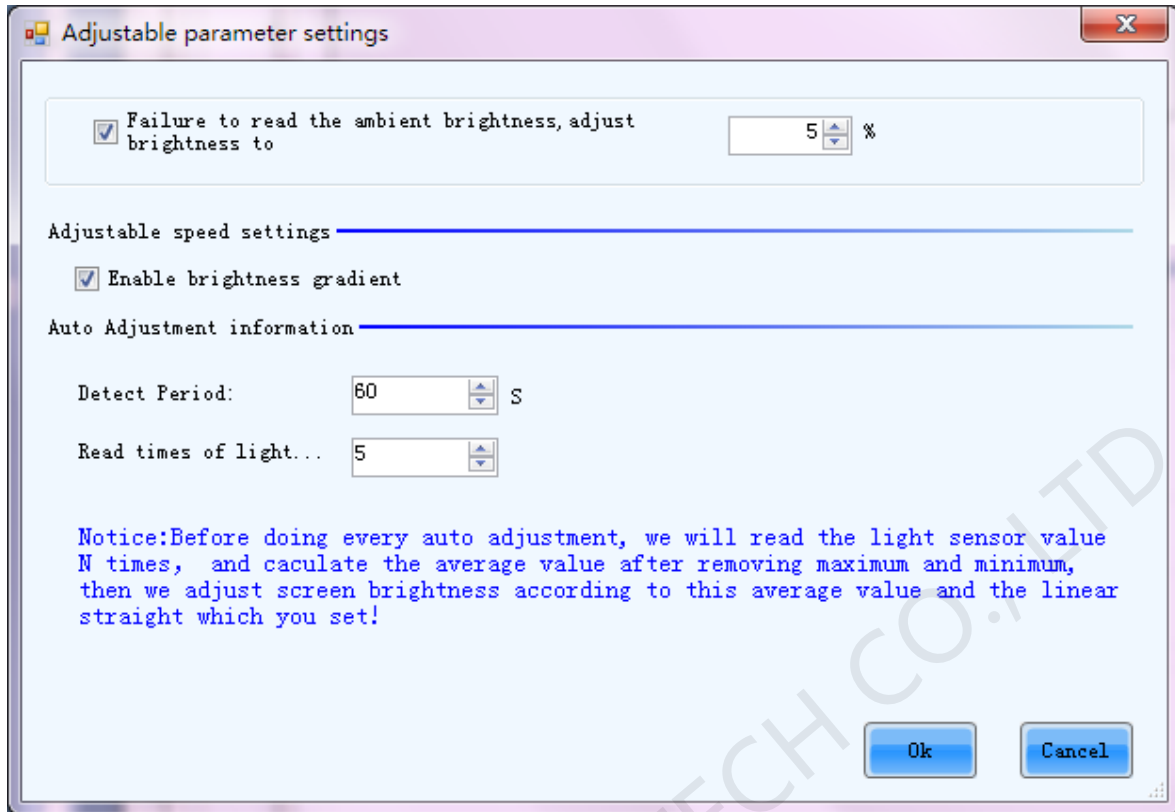 Adjustable parameter settings
Failure to read the ambient brightness,adjust
brightness to
5 %
Adjustable speed settings
Enable brightness gradient
Auto Adjustment information
Detect Period: 60 S
Read times of light... 5
Notice:Before doing every auto adjustment, we will read the light sensor value
N times, and caculate the average value after removing maximum and minimum,
then we adjust screen brightness according to this average value and the linear
straight which you set!
Ok Cancel
TECH CO., LTD